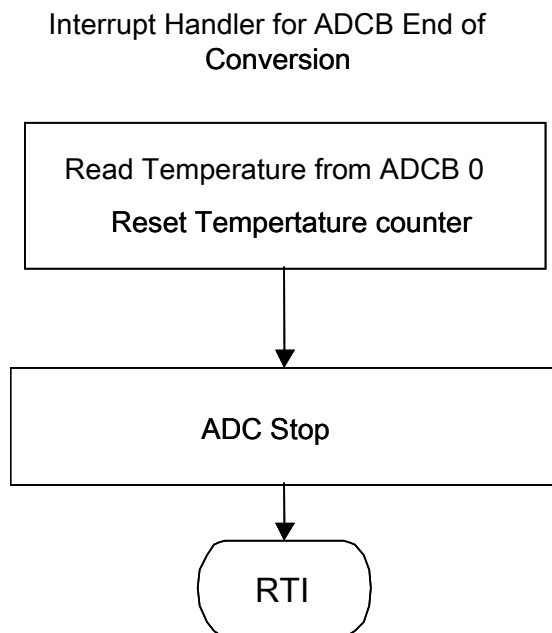 Interrupt Handler for ADCB End of
Conversion
Read Temperature from ADCB 0
Reset Tempertature counter
ADC Stop
RTI